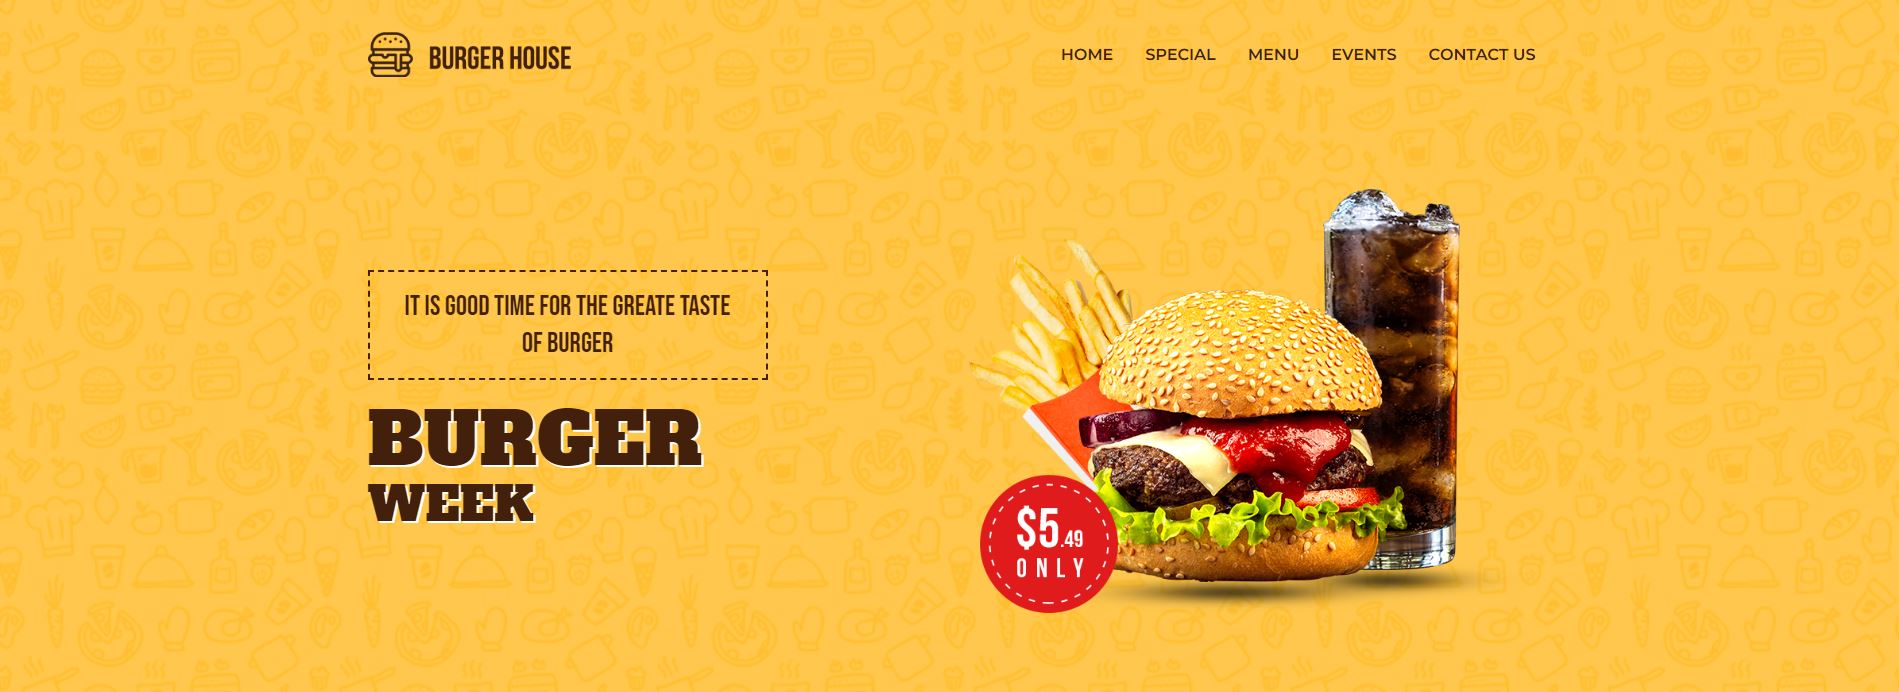 BURGER HOUSE
HOME SPECIAL MENU EVENTS CONTACT US
IT IS GOOD TIME FOR THE GREATE TASTE
OF BURGER
BURGER
WEEK
$5.49
ONLY